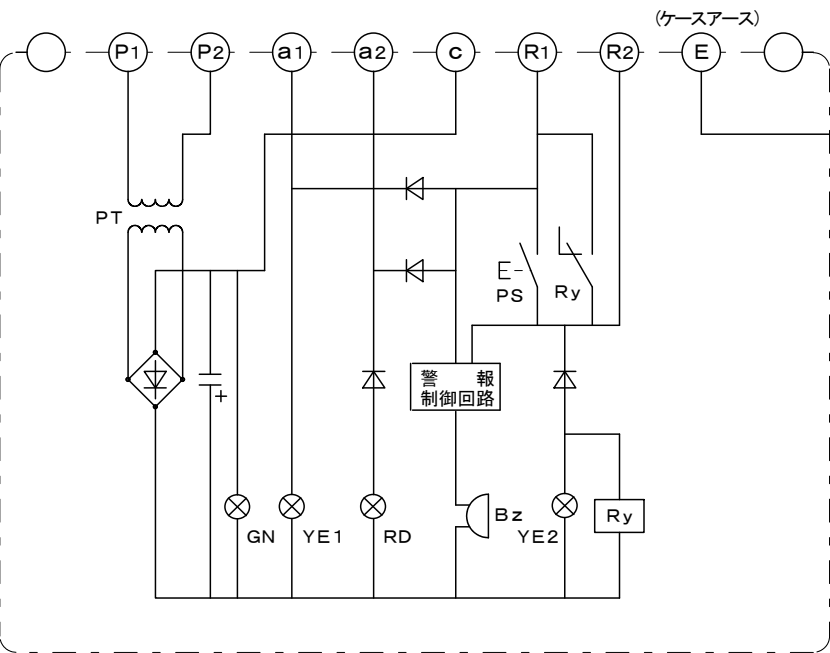 (ケースアース)
P1 P2 a1 a2 c R1 R2 E
PT
E-
PS
Ry
+
警報
制御回路
GN
YE1
RD
Bz
YE2
Ry